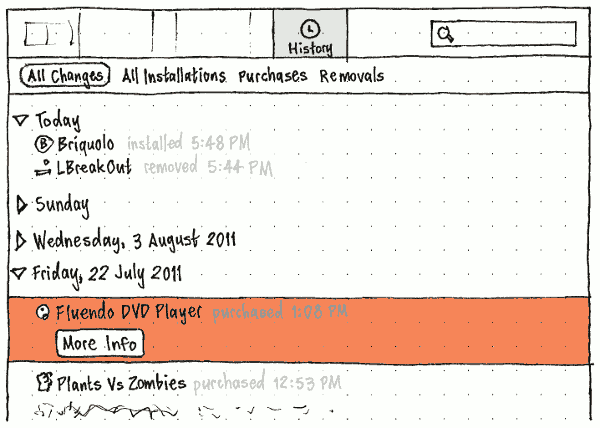 History
All Changes All Installations Purchases Removals
Today
Briquolo installed 5:48 PM
LBreakOut removed 5:44 PM
Sunday
Wednesday, 3 August 2011
Friday, 22 July 2011
Fluendo DVD Player purchased 1:08 PM
More Info
Plants Vs Zombies purchased 12:53 PM